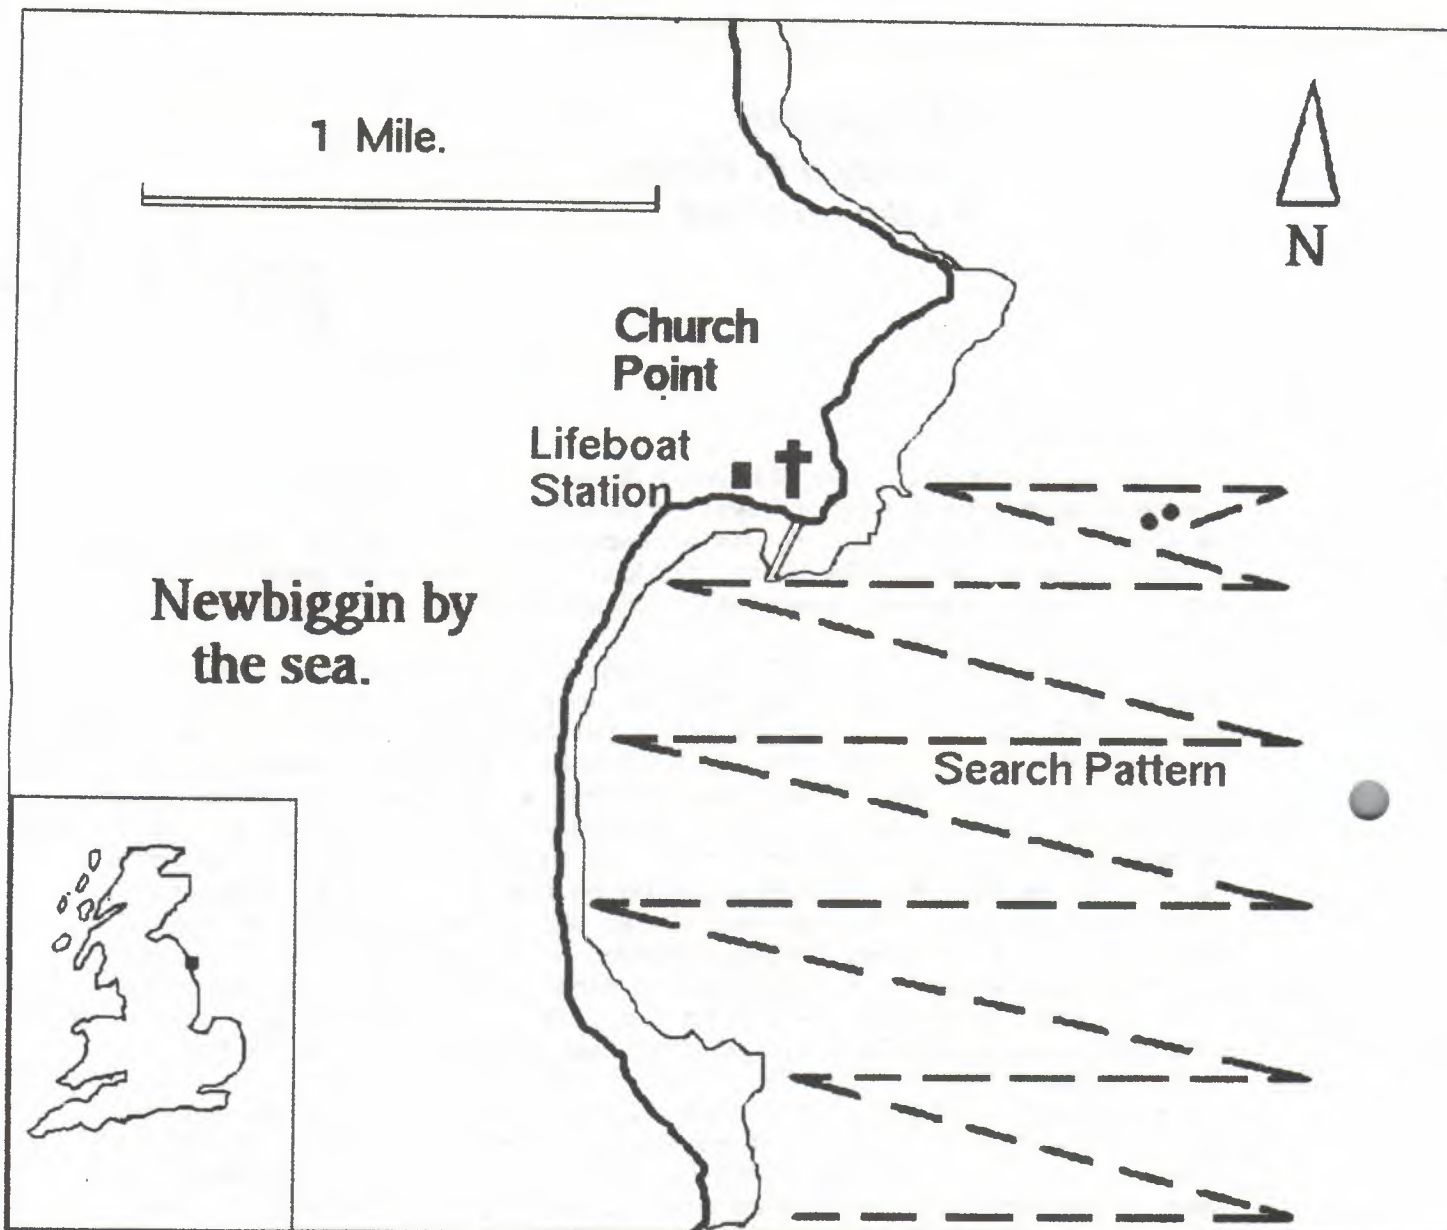 1 Mile.
N
Church
Point
Lifeboat
Station
Newbiggin by
the sea.
Search Pattern